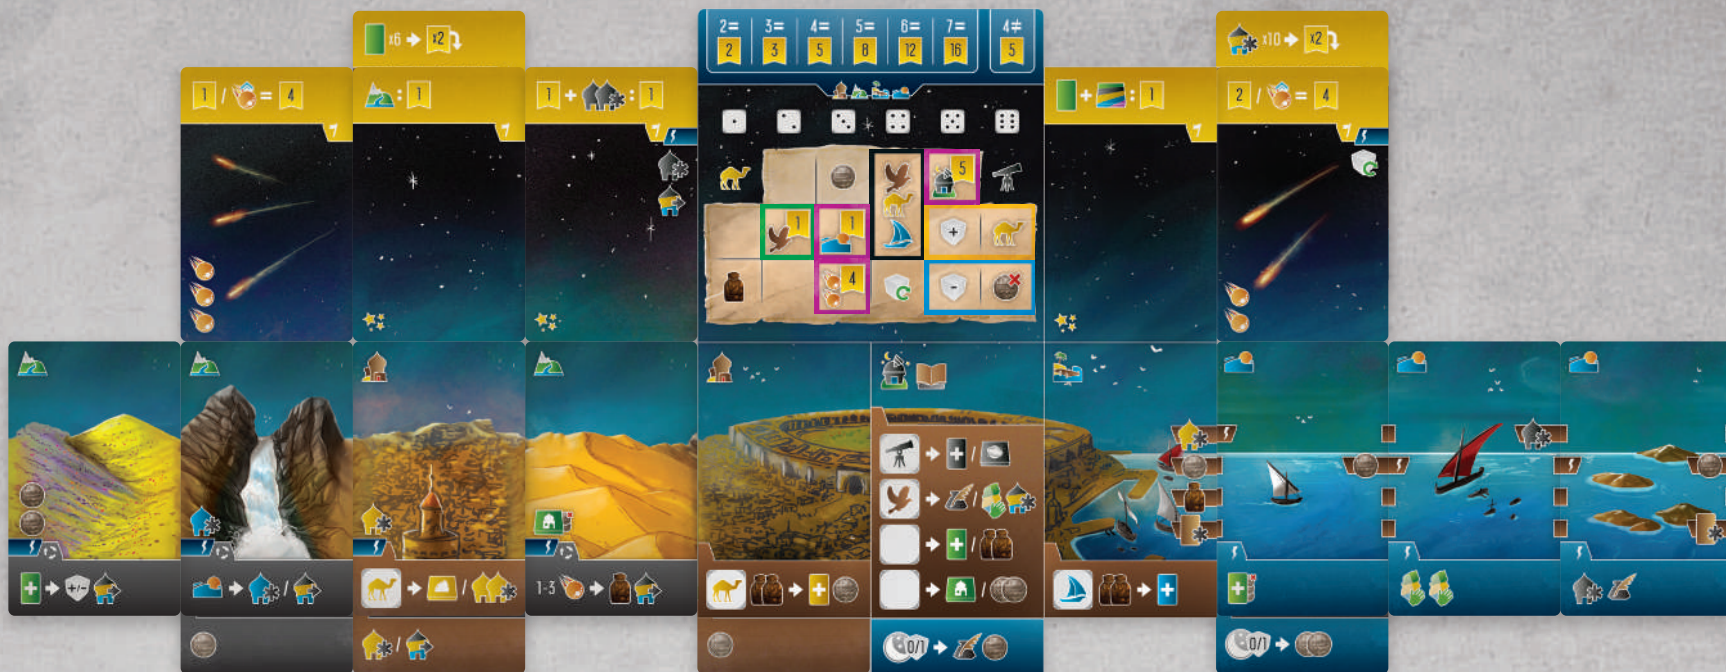 2= 3= 4= 5= 6= 7= 4≠
2 3 5 8 12 16 5
x6 x2
x10 x2
1 / = 4
: 1
1 + : 1
+ : 1
2 / = 4
5
1 1
+
4
-
+ +/-
/
/
1-3
+
+ /
/
+ /
/
+
+
/
0/1
0/1